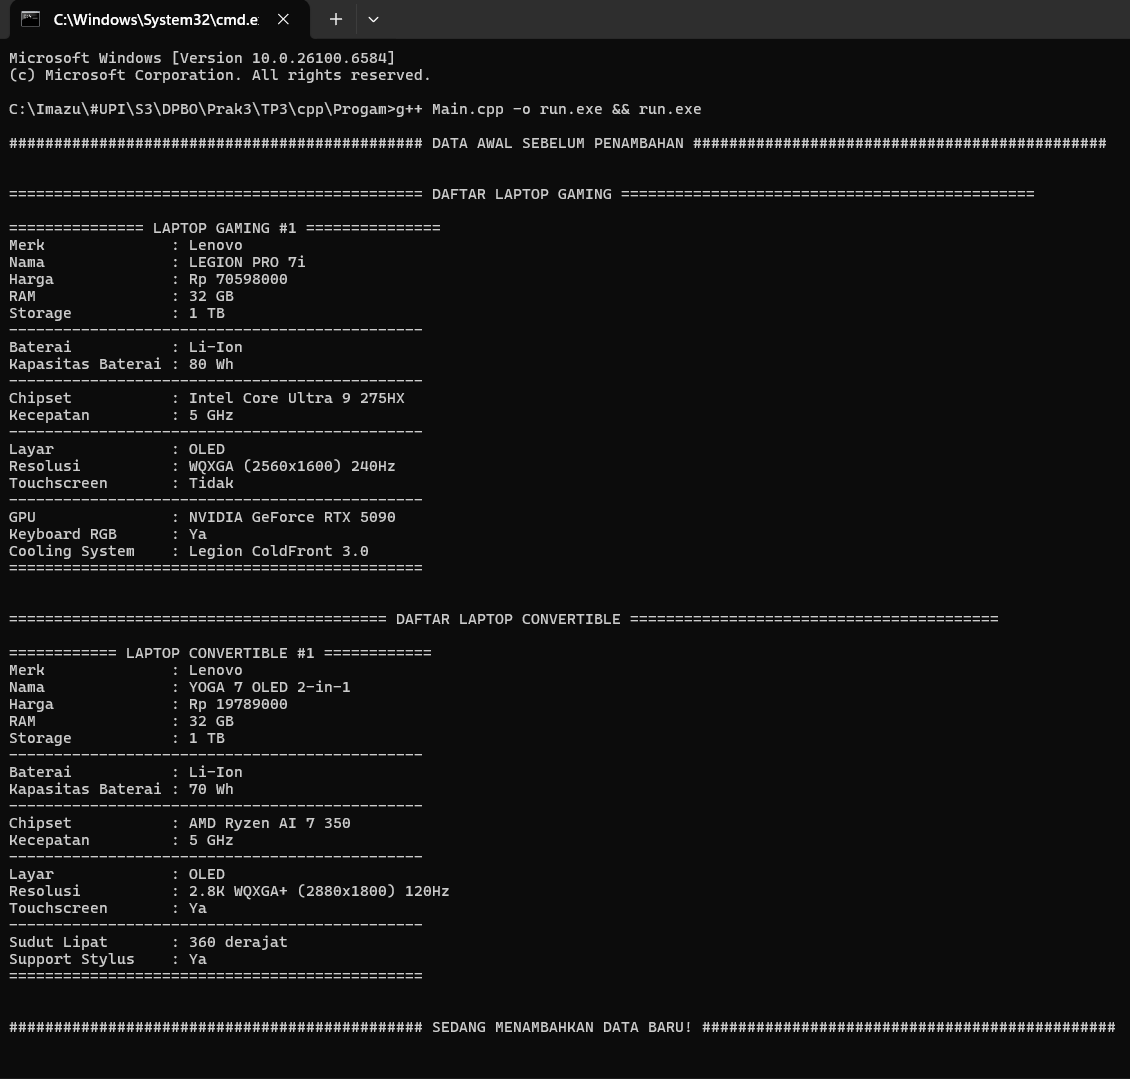 C:\Windows\System32\cmd.e
Microsoft Windows [Version 10.0.26100.6584]
(c) Microsoft Corporation. All rights reserved.
C:\Imazu\#UPI\S3\DPBO\Prak3\TP3\cpp\Progam>g++ Main.cpp -o run.exe && run.exe
############################################## DATA AWAL SEBELUM PENAMBAHAN ##############################################
============================================== DAFTAR LAPTOP GAMING ==============================================
=============== LAPTOP GAMING #1 ===============
Merk              : Lenovo
Nama              : LEGION PRO 7i
Harga             : Rp 70598000
RAM               : 32 GB
Storage           : 1 TB
----------------------------------------------
Baterai           : Li-Ion
Kapasitas Baterai : 80 Wh
----------------------------------------------
Chipset           : Intel Core Ultra 9 275HX
Kecepatan         : 5 GHz
----------------------------------------------
Layar             : OLED
Resolusi          : WQXGA (2560x1600) 240Hz
Touchscreen       : Tidak
----------------------------------------------
GPU               : NVIDIA GeForce RTX 5090
Keyboard RGB      : Ya
Cooling System    : Legion ColdFront 3.0
==============================================
============================================= DAFTAR LAPTOP CONVERTIBLE =========================================
============ LAPTOP CONVERTIBLE #1 ============
Merk              : Lenovo
Nama              : YOGA 7 OLED 2-in-1
Harga             : Rp 19789000
RAM               : 32 GB
Storage           : 1 TB
----------------------------------------------
Baterai           : Li-Ion
Kapasitas Baterai : 70 Wh
----------------------------------------------
Chipset           : AMD Ryzen AI 7 350
Kecepatan         : 5 GHz
----------------------------------------------
Layar             : OLED
Resolusi          : 2.8K WQXGA+ (2880x1800) 120Hz
Touchscreen       : Ya
----------------------------------------------
Sudut Lipat       : 360 derajat
Support Stylus    : Ya
==============================================
############################################## SEDANG MENAMBAHKAN DATA BARU! ##############################################